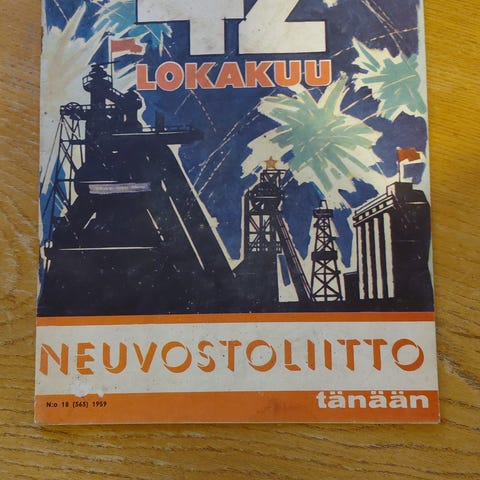 42
LOKAKUU
NEUVOSTOLIITTO
tänään
N:o 18 (565) 1959